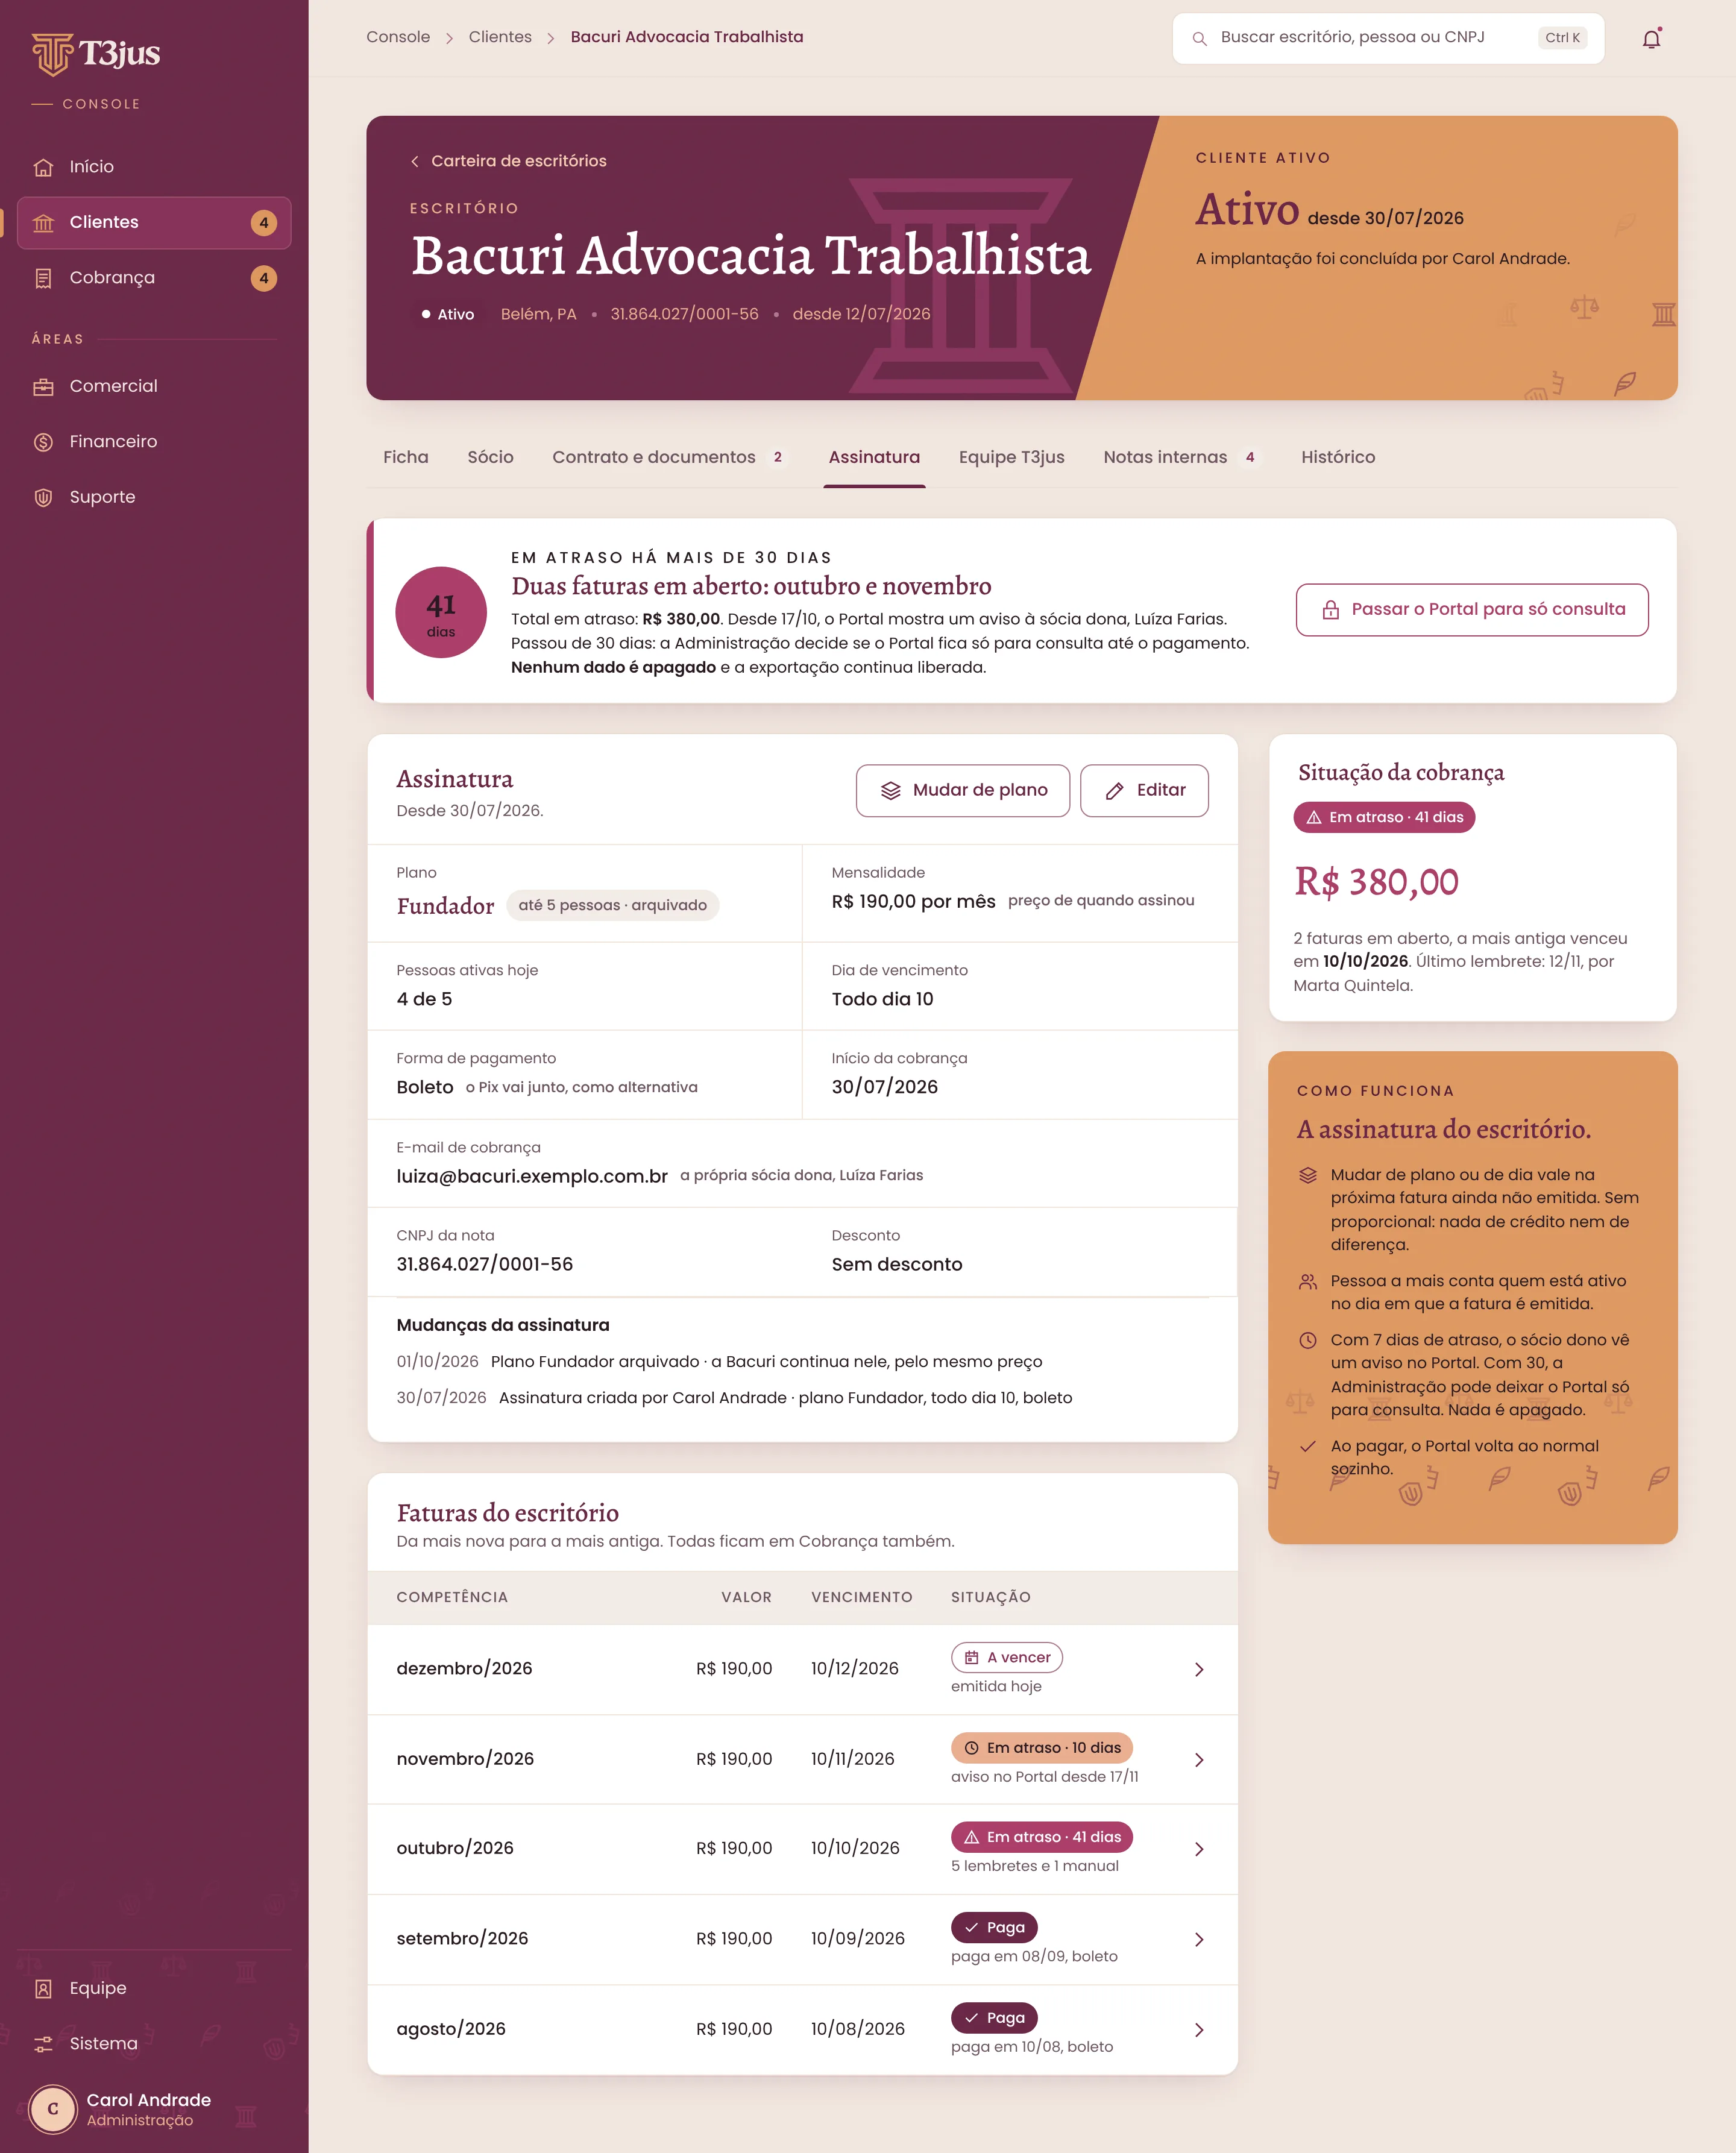 T3jus
CONSOLE
Início
Clientes 4
Cobrança 4
ÁREAS
Comercial
Financeiro
Suporte
Equipe
Sistema
C
Carol Andrade
Administração
Console > Clientes > Bacuri Advocacia Trabalhista
Buscar escritório, pessoa ou CNPJ Ctrl K
Carteira de escritórios
ESCRITÓRIO
Bacuri Advocacia Trabalhista
Ativo Belém, PA • 31.864.027/0001-56 • desde 12/07/2026
CLIENTE ATIVO
Ativo desde 30/07/2026
A implantação foi concluída por Carol Andrade.
Ficha Sócio Contrato e documentos 2 Assinatura Equipe T3jus Notas internas 4 Histórico
41
dias
EM ATRASO HÁ MAIS DE 30 DIAS
Duas faturas em aberto: outubro e novembro
Total em atraso: R$ 380,00. Desde 17/10, o Portal mostra um aviso à sócia dona, Luíza Farias.
Passou de 30 dias: a Administração decide se o Portal fica só para consulta até o pagamento.
Nenhum dado é apagado e a exportação continua liberada.
Passar o Portal para só consulta
Assinatura
Desde 30/07/2026.
Mudar de plano
Editar
Plano
Fundador até 5 pessoas · arquivado
Mensalidade
R$ 190,00 por mês preço de quando assinou
Pessoas ativas hoje
4 de 5
Dia de vencimento
Todo dia 10
Forma de pagamento
Boleto o Pix vai junto, como alternativa
Início da cobrança
30/07/2026
E-mail de cobrança
luiza@bacuri.exemplo.com.br a própria sócia dona, Luíza Farias
CNPJ da nota
31.864.027/0001-56
Desconto
Sem desconto
Mudanças da assinatura
01/10/2026 Plano Fundador arquivado · a Bacuri continua nele, pelo mesmo preço
30/07/2026 Assinatura criada por Carol Andrade · plano Fundador, todo dia 10, boleto
Situação da cobrança
Em atraso · 41 dias
R$ 380,00
2 faturas em aberto, a mais antiga venceu
em 10/10/2026. Último lembrete: 12/11, por
Marta Quintela.
COMO FUNCIONA
A assinatura do escritório.
Mudar de plano ou de dia vale na
próxima fatura ainda não emitida. Sem
proporcional: nada de crédito nem de
diferença.
Pessoa a mais conta quem está ativo
no dia em que a fatura é emitida.
Com 7 dias de atraso, o sócio dono vê
um aviso no Portal. Com 30, a
Administração pode deixar o Portal só
para consulta. Nada é apagado.
Ao pagar, o Portal volta ao normal
sozinho.
Faturas do escritório
Da mais nova para a mais antiga. Todas ficam em Cobrança também.
COMPETÊNCIA VALOR VENCIMENTO SITUAÇÃO
dezembro/2026 R$ 190,00 10/12/2026 A vencer
emitida hoje
novembro/2026 R$ 190,00 10/11/2026 Em atraso · 10 dias
aviso no Portal desde 17/11
outubro/2026 R$ 190,00 10/10/2026 Em atraso · 41 dias
5 lembretes e 1 manual
setembro/2026 R$ 190,00 10/09/2026 Paga
paga em 08/09, boleto
agosto/2026 R$ 190,00 10/08/2026 Paga
paga em 10/08, boleto